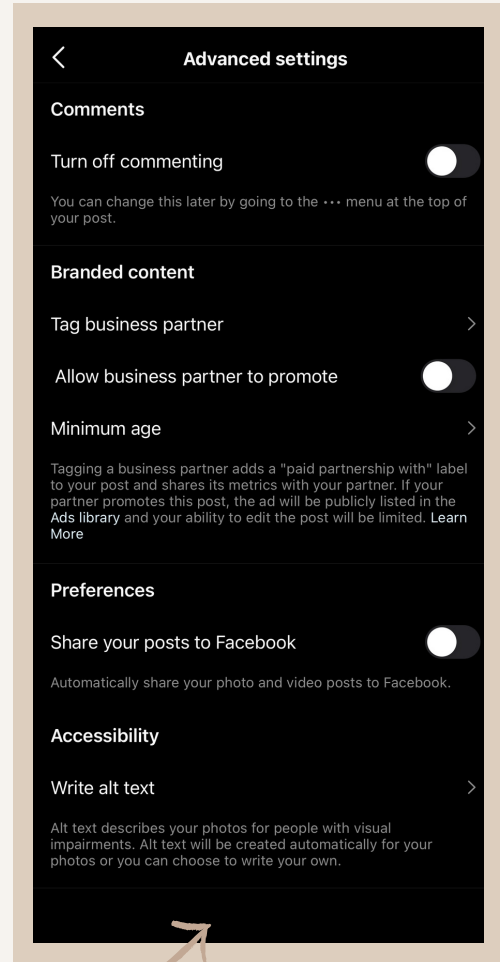 Advanced settings
Comments
Turn off commenting
You can change this later by going to the ••• menu at the top of
your post.
Branded content
Tag business partner
Allow business partner to promote
Minimum age
Tagging a business partner adds a "paid partnership with" label
to your post and shares its metrics with your partner. If your
partner promotes this post, the ad will be publicly listed in the
Ads library and your ability to edit the post will be limited. Learn
More
Preferences
Share your posts to Facebook
Automatically share your photo and video posts to Facebook.
Accessibility
Write alt text
Alt text describes your photos for people with visual
impairments. Alt text will be created automatically for your
photos or you can choose to write your own.